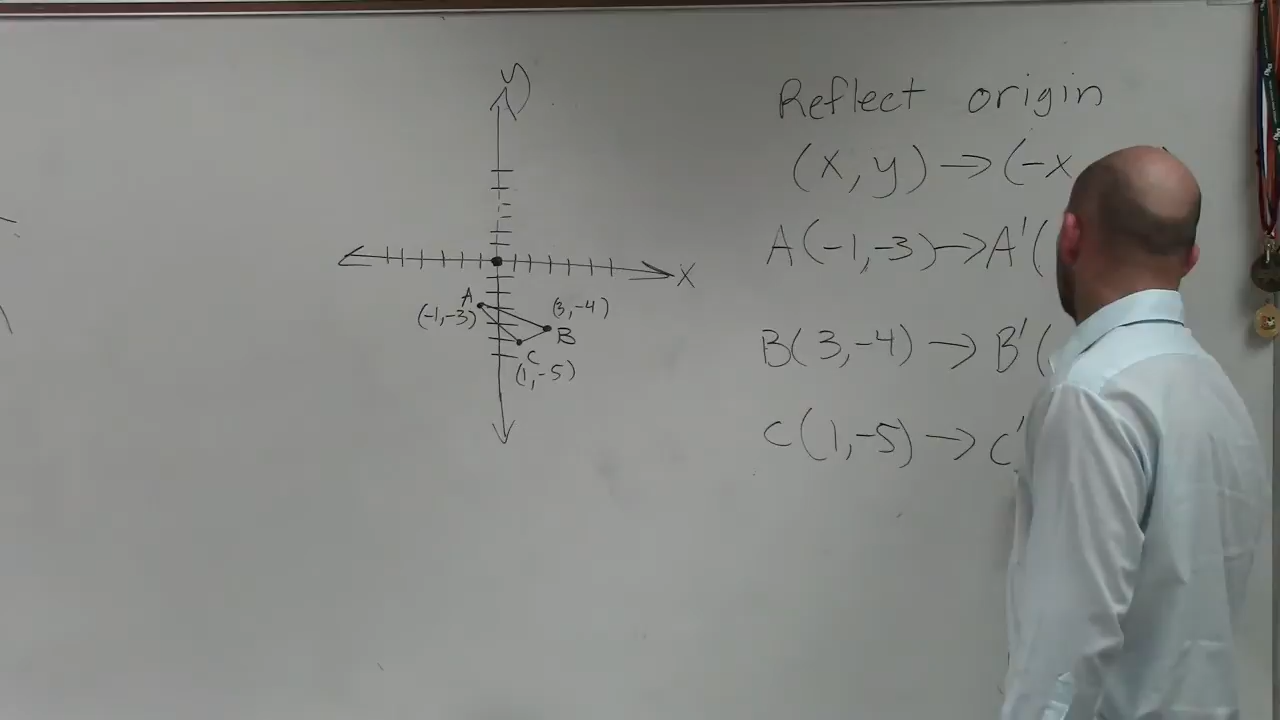 y
x
A
(-1,-3)
(3,-4)
B
C
(1,-5)
Reflect origin
(x,y)→(-x
A(-1,-3)→A'(
B(3,-4)→B'(
C(1,-5)→C'